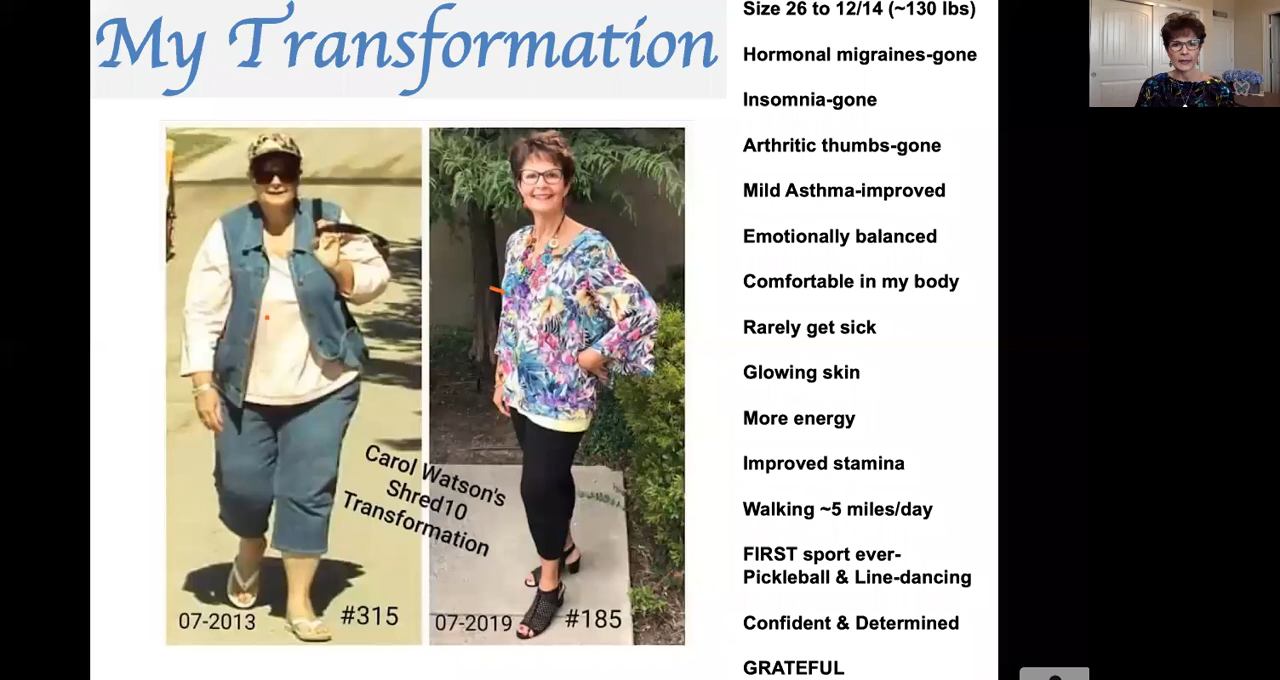 My Transformation
Carol Watson's
Shred10
Transformation
07-2013
#315
07-2019
#185
Size 26 to 12/14 (~130 lbs)
Hormonal migraines-gone
Insomnia-gone
Arthritic thumbs-gone
Mild Asthma-improved
Emotionally balanced
Comfortable in my body
Rarely get sick
Glowing skin
More energy
Improved stamina
Walking ~5 miles/day
FIRST sport ever-
Pickleball & Line-dancing
Confident & Determined
GRATEFUL